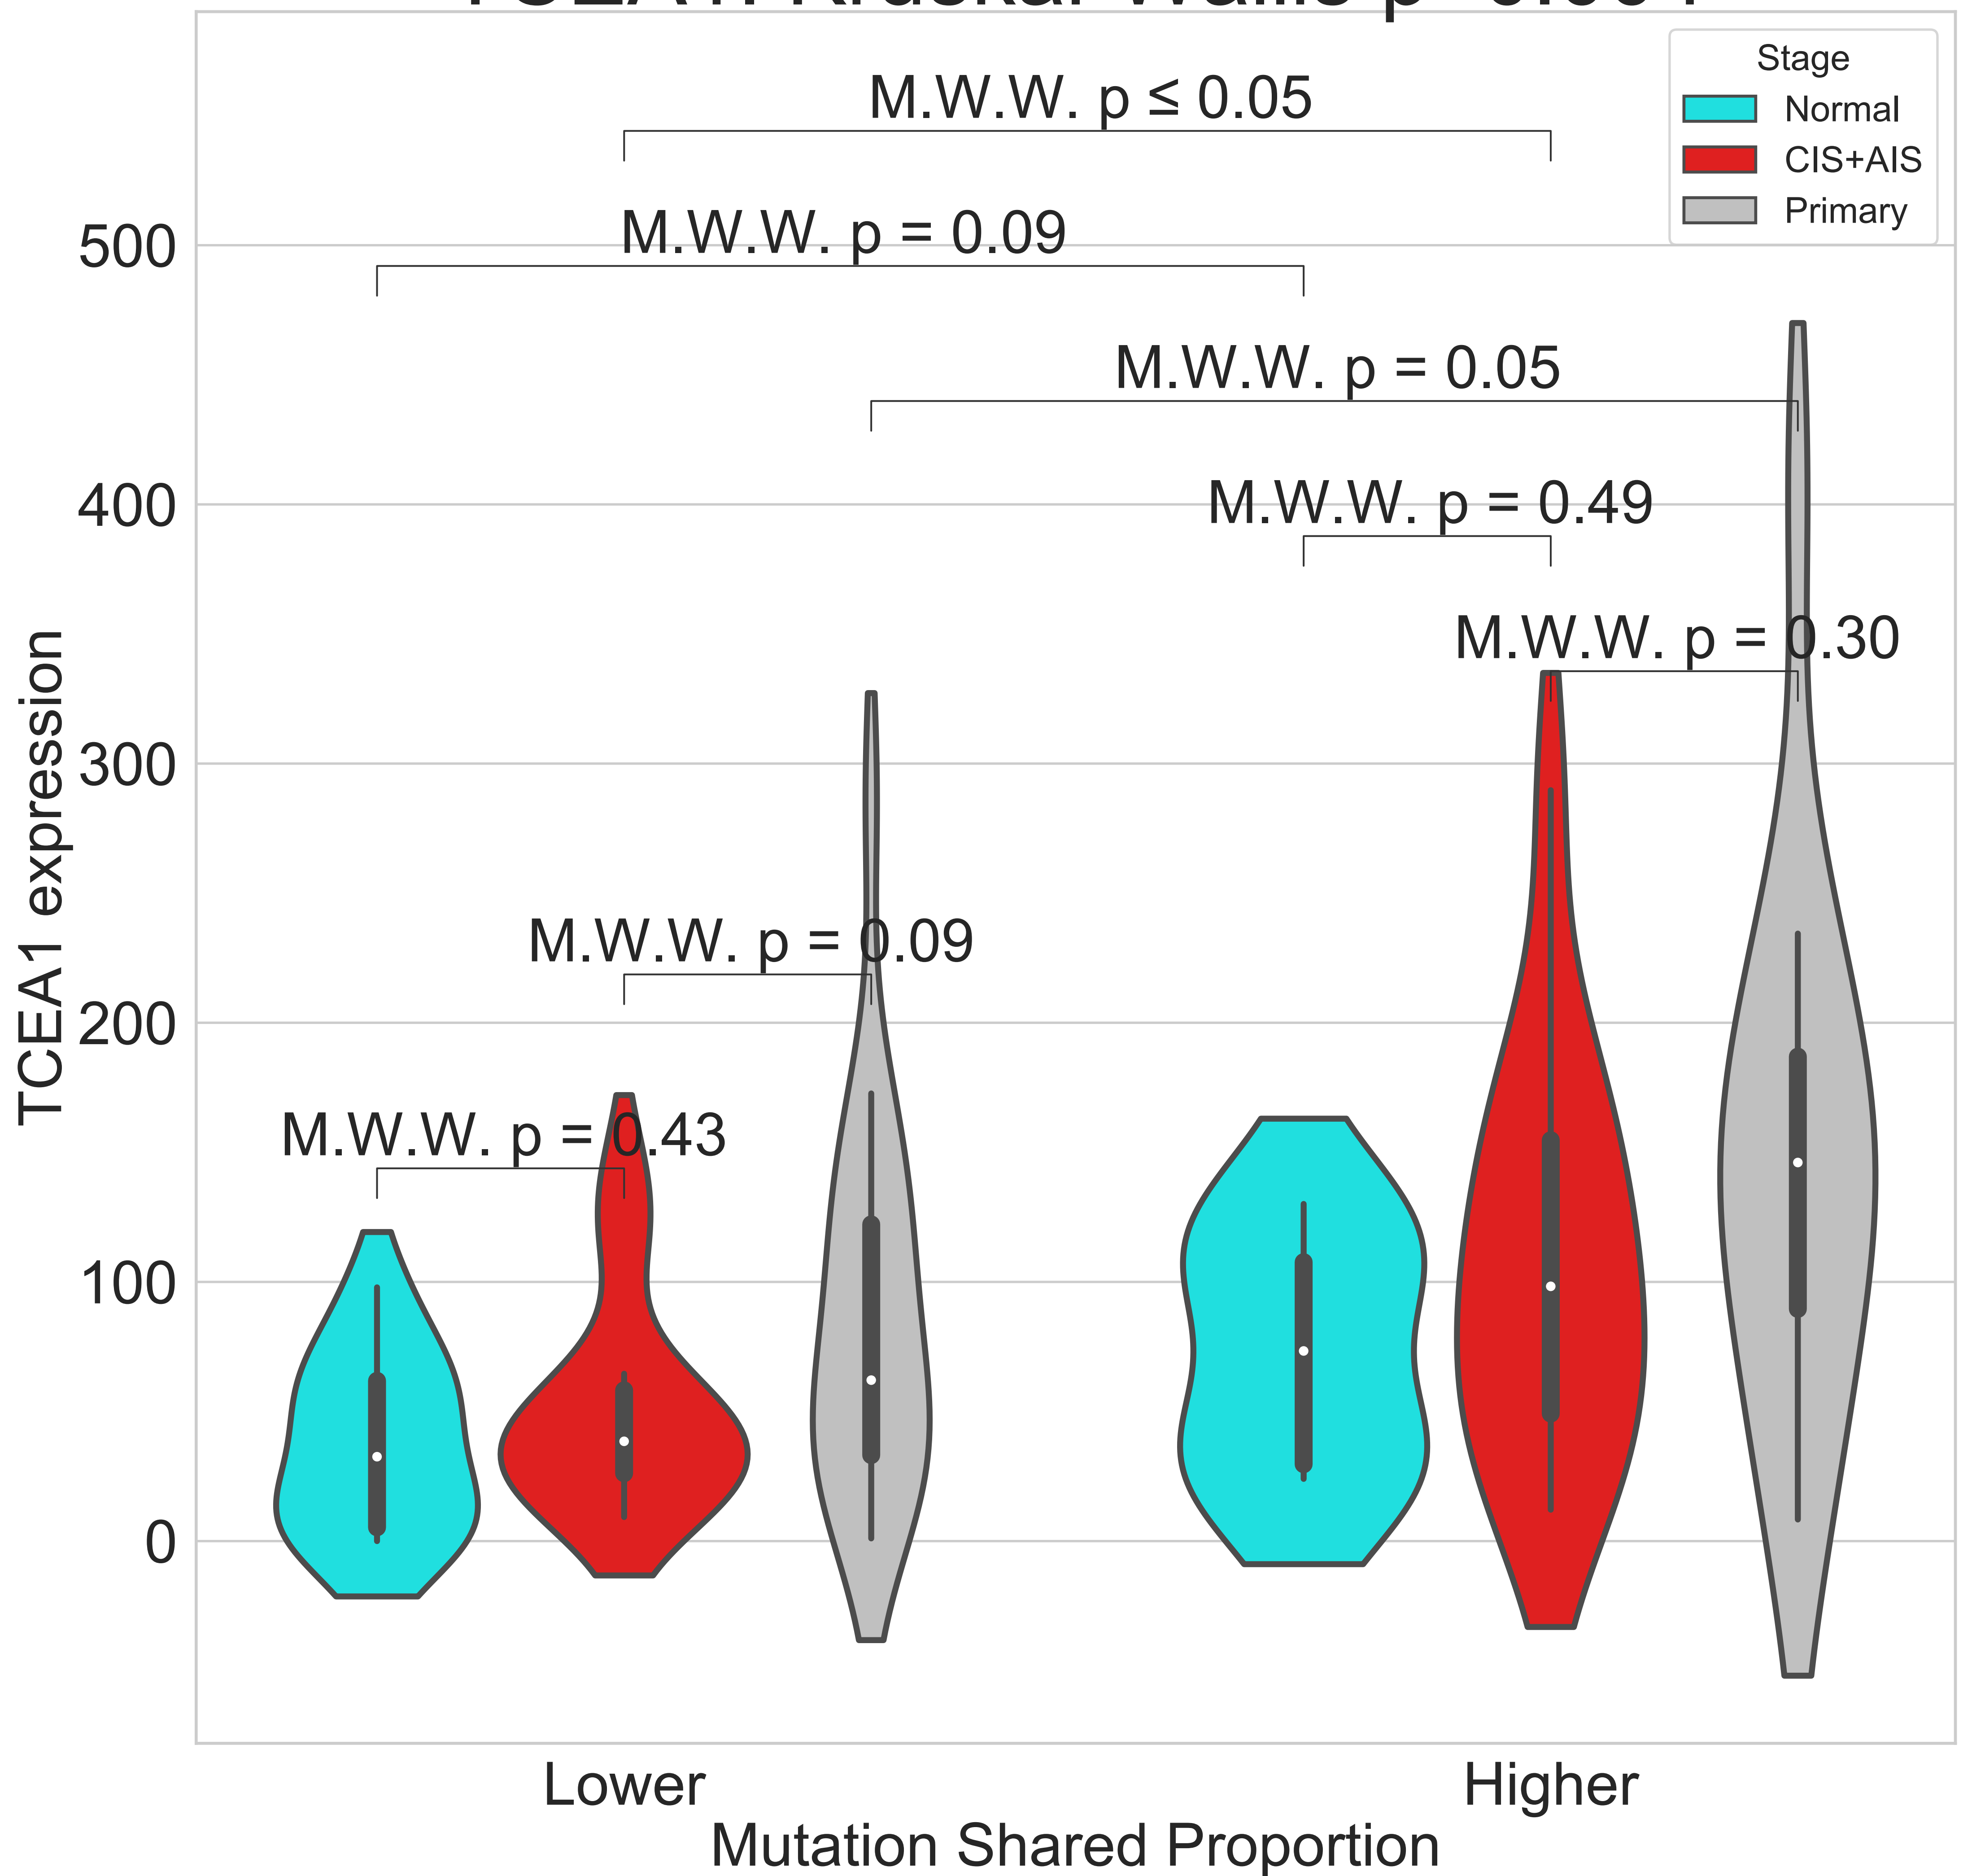 Stage
Normal
CIS+AIS
Primary
M.W.W. p ≤ 0.05
M.W.W. p = 0.09
M.W.W. p = 0.05
M.W.W. p = 0.49
M.W.W. p = 0.30
M.W.W. p = 0.09
M.W.W. p = 0.43
500
400
300
200
100
0
TCEA1 expression
Lower
Higher
Mutation Shared Proportion